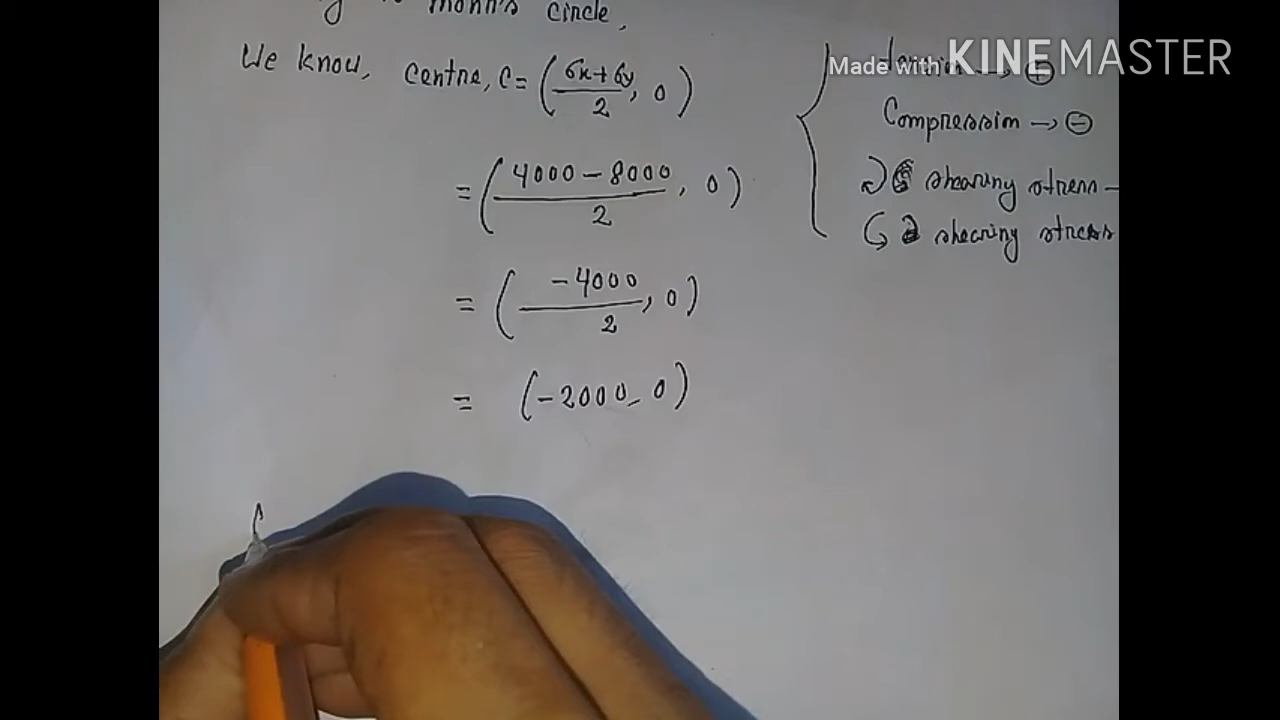 Mohr's circle,
We know, centre, C = (σx+σy/2, 0)
= (4000 - 8000/2, 0)
= (-4000/2, 0)
= (-2000, 0)
Made with KINEMASTER
→ ⊕
Compression → ⊖
shearing stress -
shearing stress